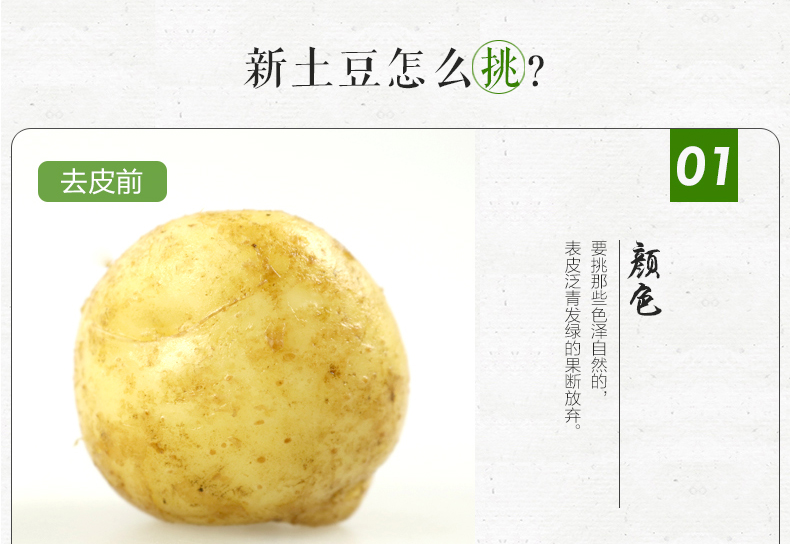 新土豆怎么挑?
去皮前
01
颜色
要挑那些色泽自然的,
表皮泛青发绿的果断放弃。